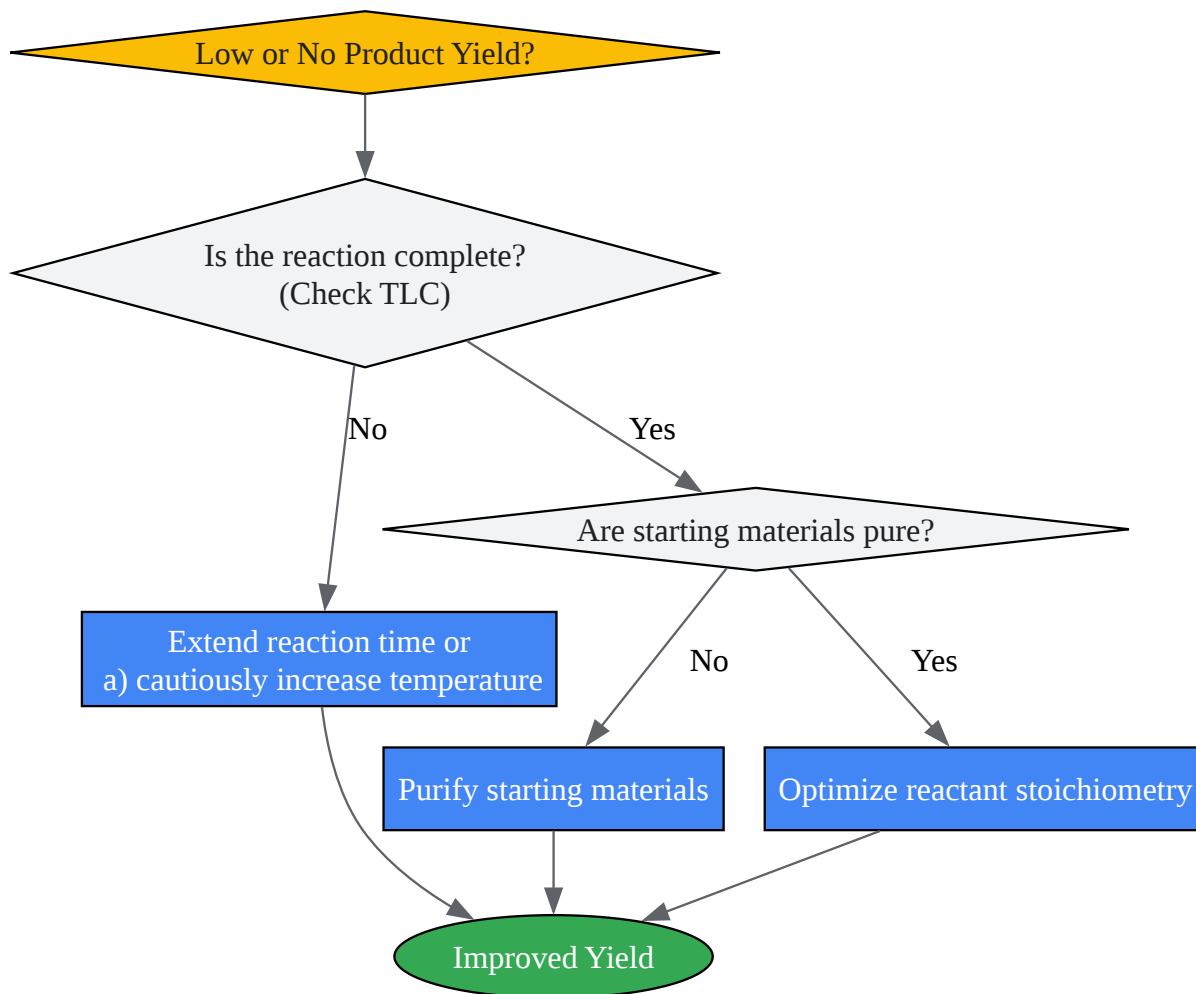 Low or No Product Yield?
Is the reaction complete?
(Check TLC)
No
Yes
Are starting materials pure?
Extend reaction time or
a) cautiously increase temperature
No
Yes
Purify starting materials
Optimize reactant stoichiometry
Improved Yield